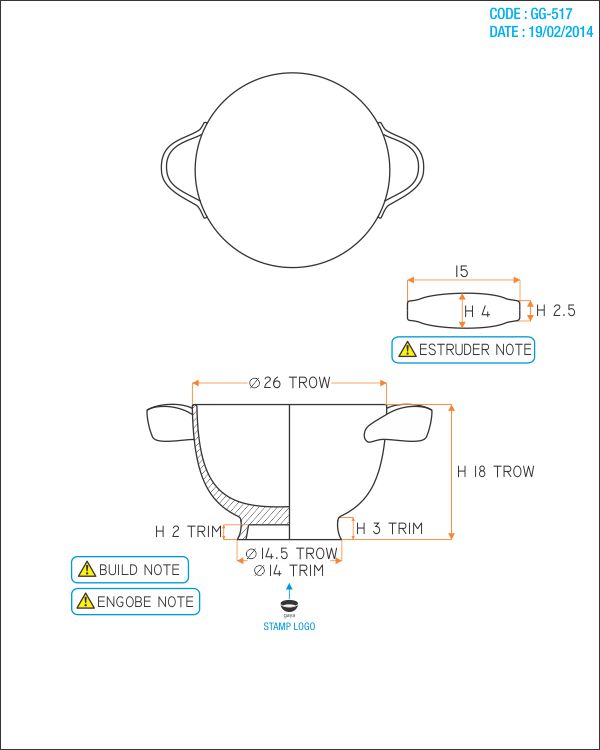 CODE : GG-517
DATE : 19/02/2014
15
H 4
H 2.5
ESTRUDER NOTE
Ø 26 TROW
H 18 TROW
H 2 TRIM
H 3 TRIM
Ø 14.5 TROW
Ø 14 TRIM
BUILD NOTE
ENGOBE NOTE
gaya
STAMP LOGO